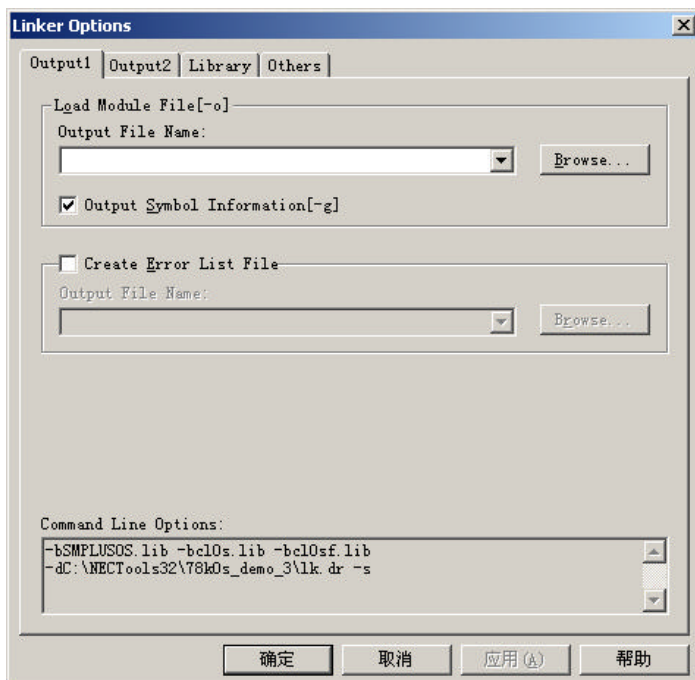 Linker Options
Output1 Output2 Library Others
Load Module File[-o]
Output File Name:
Browse...
Output Symbol Information[-g]
Create Error List File
Output File Name:
Browse...
Command Line Options:
-bSMPLUSOS.lib -bcl0s.lib -bcl0sf.lib
-dC:\NECTools32\78k0s_demo_3\lk.dr -s
确定 取消 应用(A) 帮助